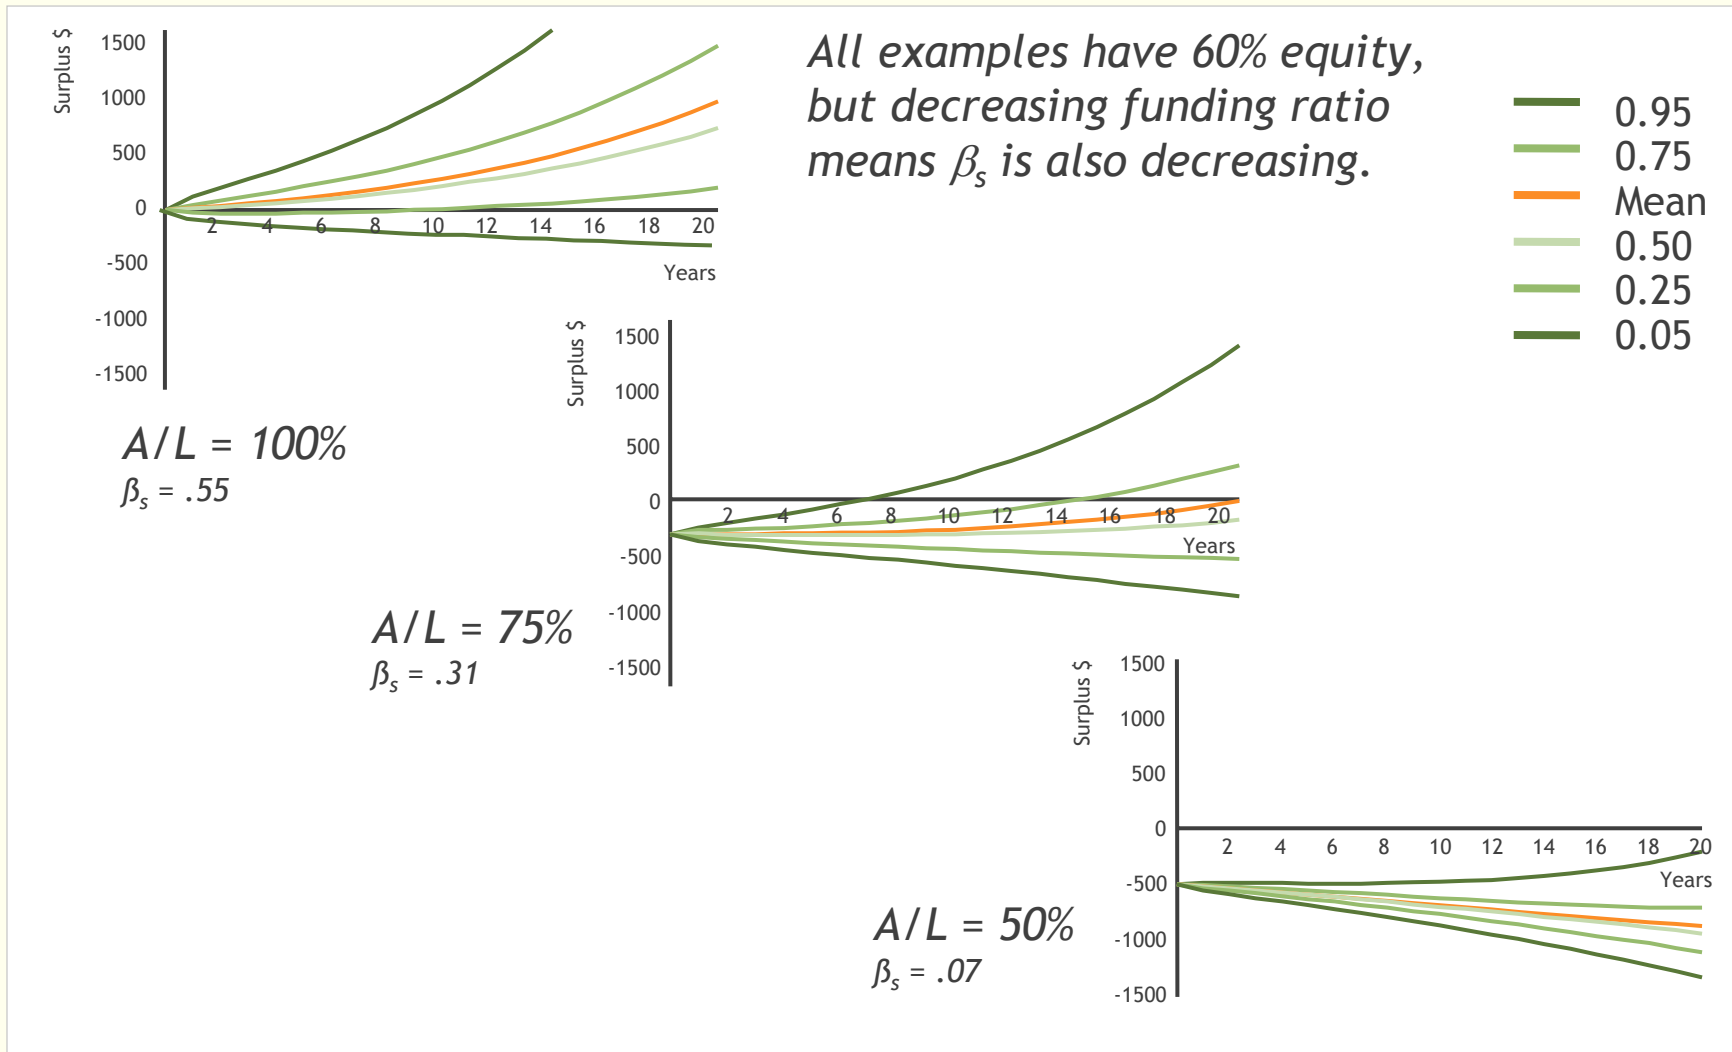 Surplus $
1500
1000
500
0
-500
-1000
-1500
2 4 6 8 10 12 14 16 18 20
Years
A/L = 100%
βs = .55
All examples have 60% equity,
but decreasing funding ratio
means βs is also decreasing.
0.95
0.75
Mean
0.50
0.25
0.05
Surplus $
1500
1000
500
0
-500
-1000
-1500
2 4 6 8 10 12 14 16 18 20
Years
A/L = 75%
βs = .31
Surplus $
1500
1000
500
0
-500
-1000
-1500
2 4 6 8 10 12 14 16 18 20
Years
A/L = 50%
βs = .07